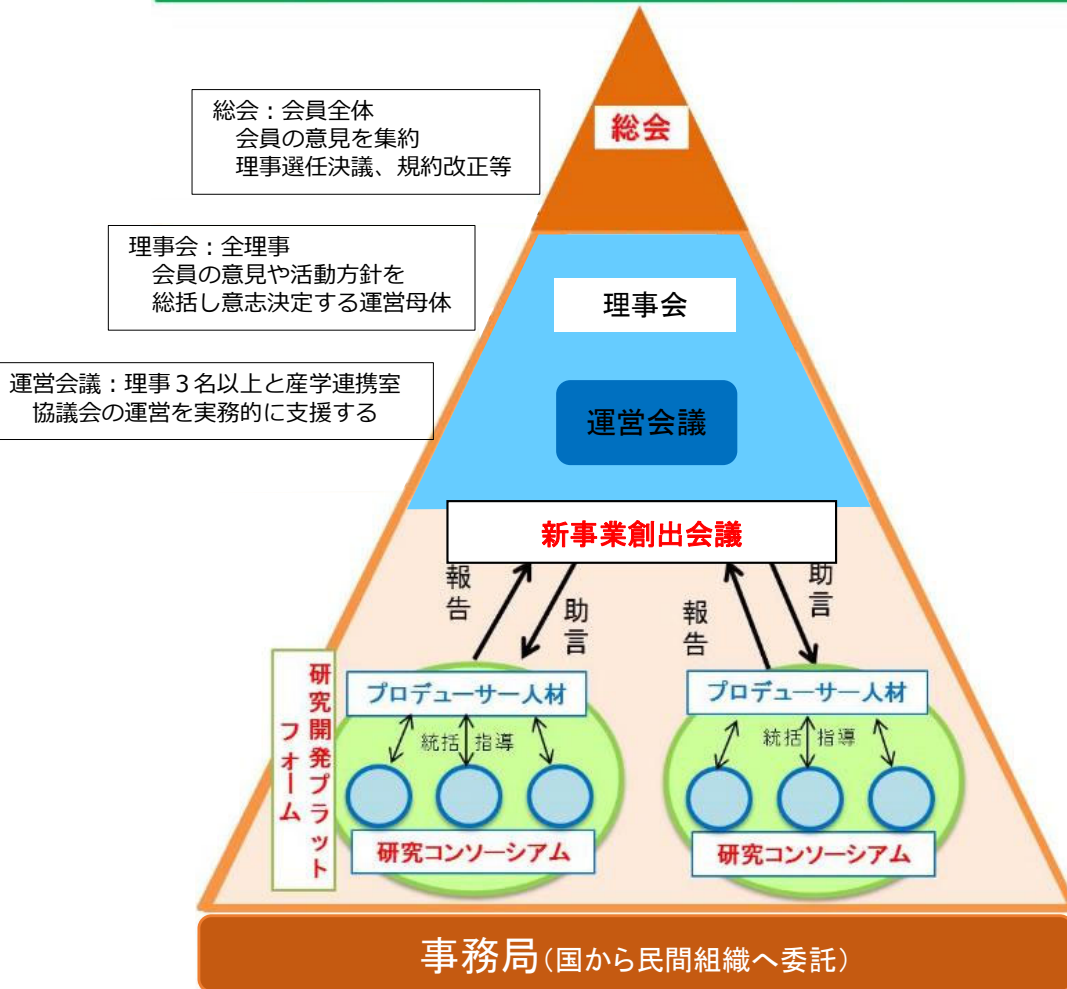 総会
総会：会員全体
会員の意見を集約
理事選任決議、規約改正等
理事会：全理事
会員の意見や活動方針を
総括し意志決定する運営母体
理事会
運営会議：理事３名以上と産学連携室
協議会の運営を実務的に支援する
運営会議
新事業創出会議
報告
助言
報告
助言
研究開発プラット
フォーム
プロデューサー人材
統括 指導
研究コンソーシアム
プロデューサー人材
統括 指導
研究コンソーシアム
事務局（国から民間組織へ委託）